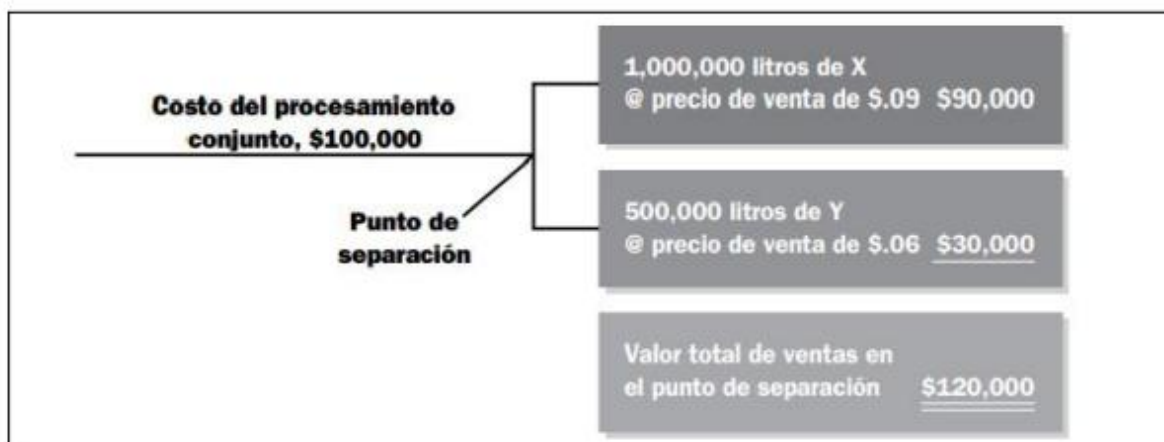 Costo del procesamiento
conjunto, $100,000
Punto de
separación
1,000,000 litros de X
@ precio de venta de $.09 $90,000
500,000 litros de Y
@ precio de venta de $.06 $30,000
Valor total de ventas en
el punto de separación $120,000